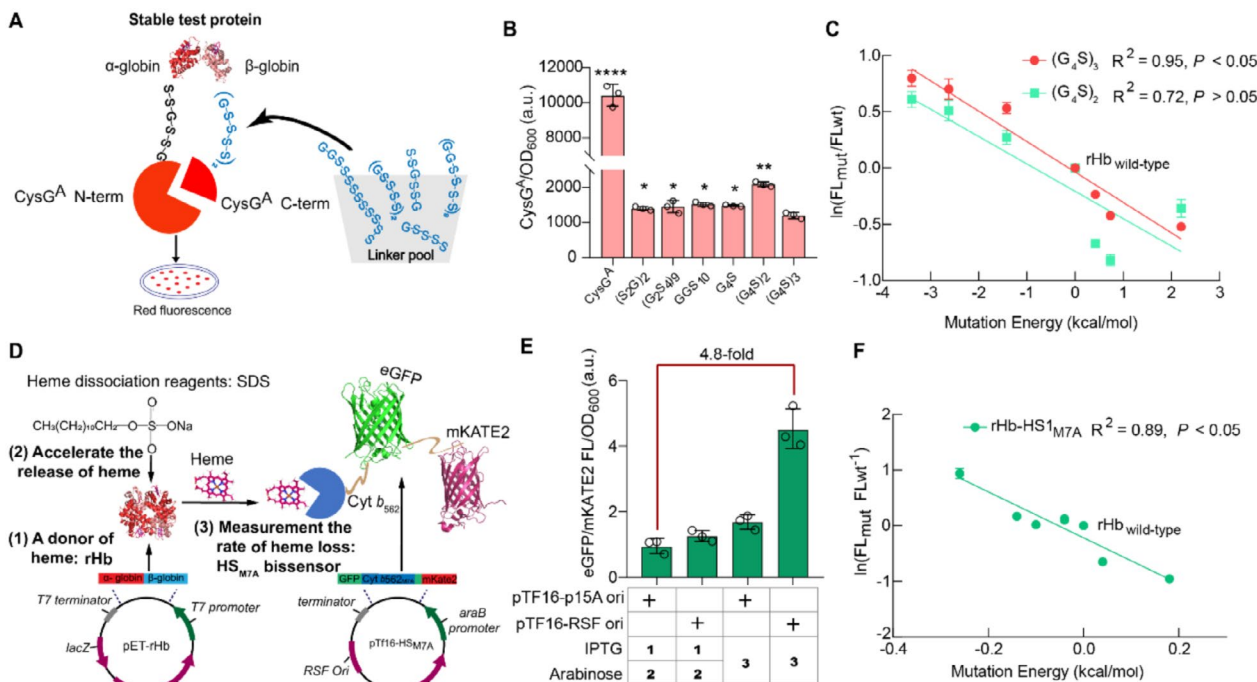 A
Stable test protein
α-globin
β-globin
S-S-G-S-S-G
(G-S-S-S)₂
CysGᴬ N-term
CysGᴬ C-term
GGSSSSSSSSSS
SSGSSG
GSSSS
Linker pool
Red fluorescence
B
CysGᴬ/OD₆₀₀ (a.u.)
12000
10000
8000
2000
1000
0
****
*
*
*
*
**
CysGᴬ
(S2G)2
(G2S4)9
GGS10
G₄S
(G4S)2
(G4S)3
C
ln(FLmut/FLwt)
1.0
0.5
0.0
-0.5
-1.0
(G₄S)₃ R² = 0.95, P < 0.05
(G₄S)₂ R² = 0.72, P > 0.05
rHb wild-type
-4 -3 -2 -1 0 1 2 3
Mutation Energy (kcal/mol)
D
Heme dissociation reagents: SDS
CH₃(CH₂)₁₀CH₂-O-S-ONa
O
O
(2) Accelerate the
release of heme
Heme
eGFP
mKATE2
Cyt b₅₆₂
(1) A donor of
heme: rHb
(3) Measurement the
rate of heme loss:
HSM7A bissensor
α- globin β-globin
GFP mKate2
T7 terminator
T7 promoter
lacZ
pET-rHb
terminator
araB
promoter
RSF Ori
pTf16-HSM7A
E
eGFP/mKATE2 FL/OD₆₀₀ (a.u.)
6
4
2
0
4.8-fold
pTF16-p15A ori + +
pTF16-RSF ori + +
IPTG 1 1 3 3
Arabinose 2 2
F
ln(FLmut FLwt⁻¹)
2
1
0
-1
-2
rHb-HS1M7A R² = 0.89, P < 0.05
rHb wild-type
-0.4 -0.2 0.0 0.2
Mutation Energy (kcal/mol)